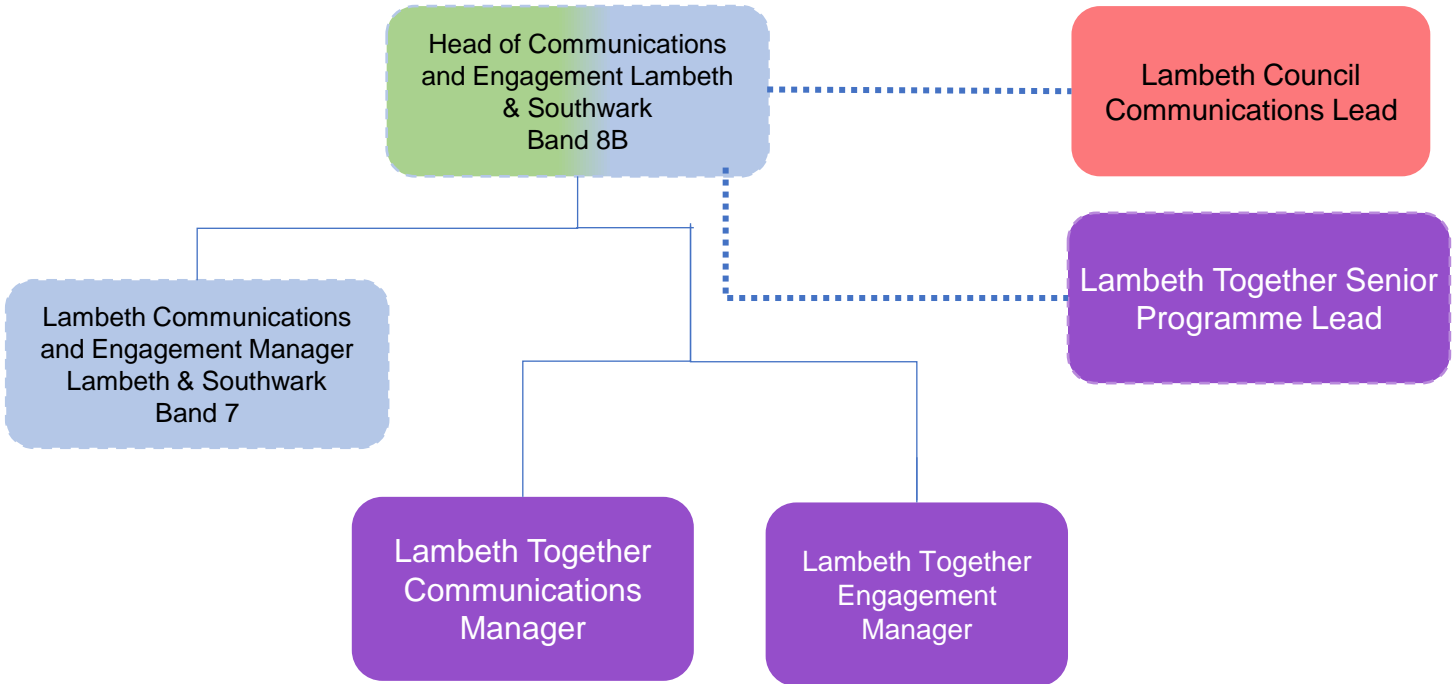 Head of Communications
and Engagement Lambeth
& Southwark
Band 8B
Lambeth Council
Communications Lead
Lambeth Together Senior
Programme Lead
Lambeth Communications
and Engagement Manager
Lambeth & Southwark
Band 7
Lambeth Together
Communications
Manager
Lambeth Together
Engagement
Manager